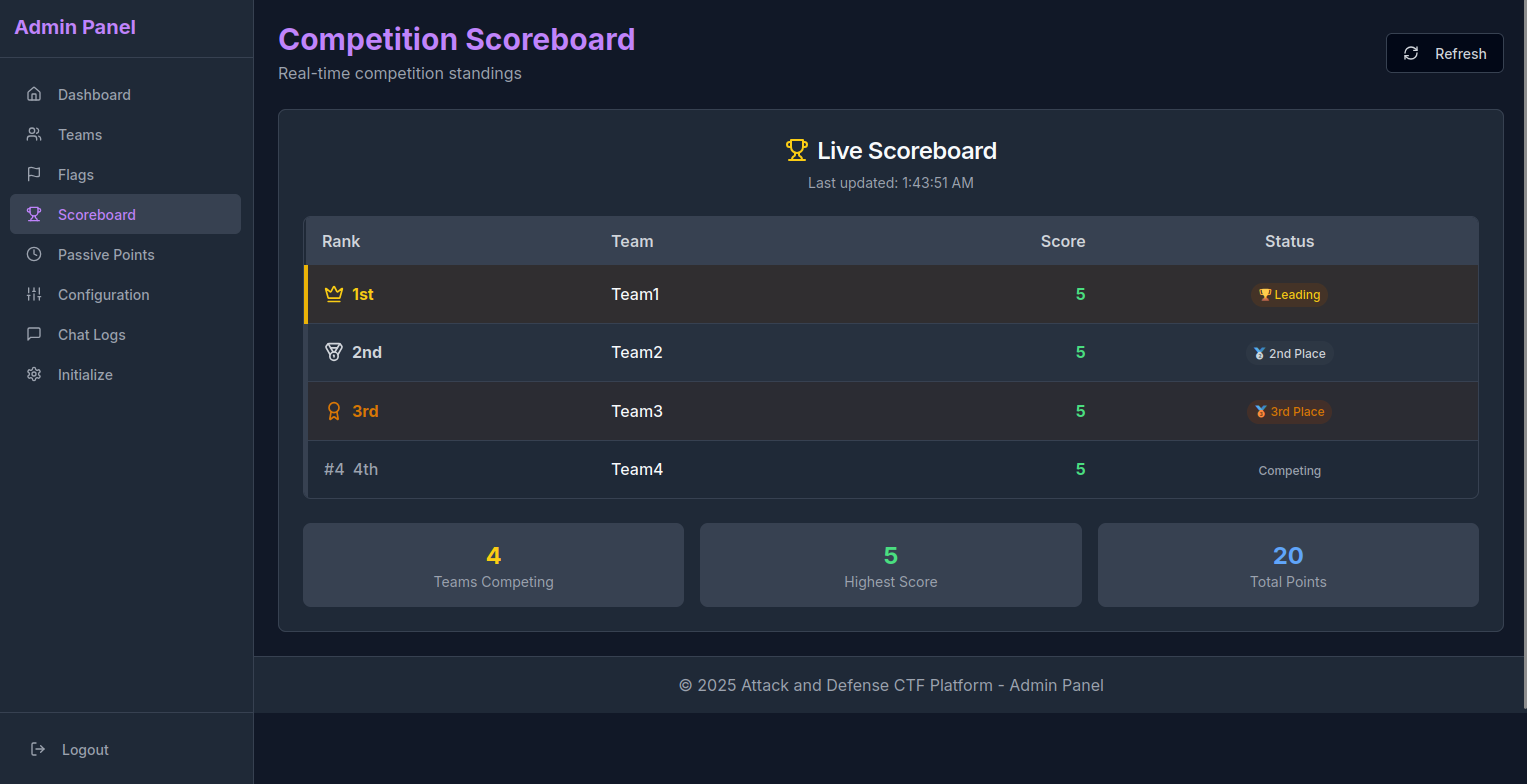 Admin Panel
Dashboard
Teams
Flags
Scoreboard
Passive Points
Configuration
Chat Logs
Initialize
Logout
Competition Scoreboard
Real-time competition standings
Refresh
Live Scoreboard
Last updated: 1:43:51 AM
Rank Team Score Status
1st Team1 5 Leading
2nd Team2 5 2nd Place
3rd Team3 5 3rd Place
#4 4th Team4 5 Competing
4
Teams Competing
5
Highest Score
20
Total Points
© 2025 Attack and Defense CTF Platform - Admin Panel